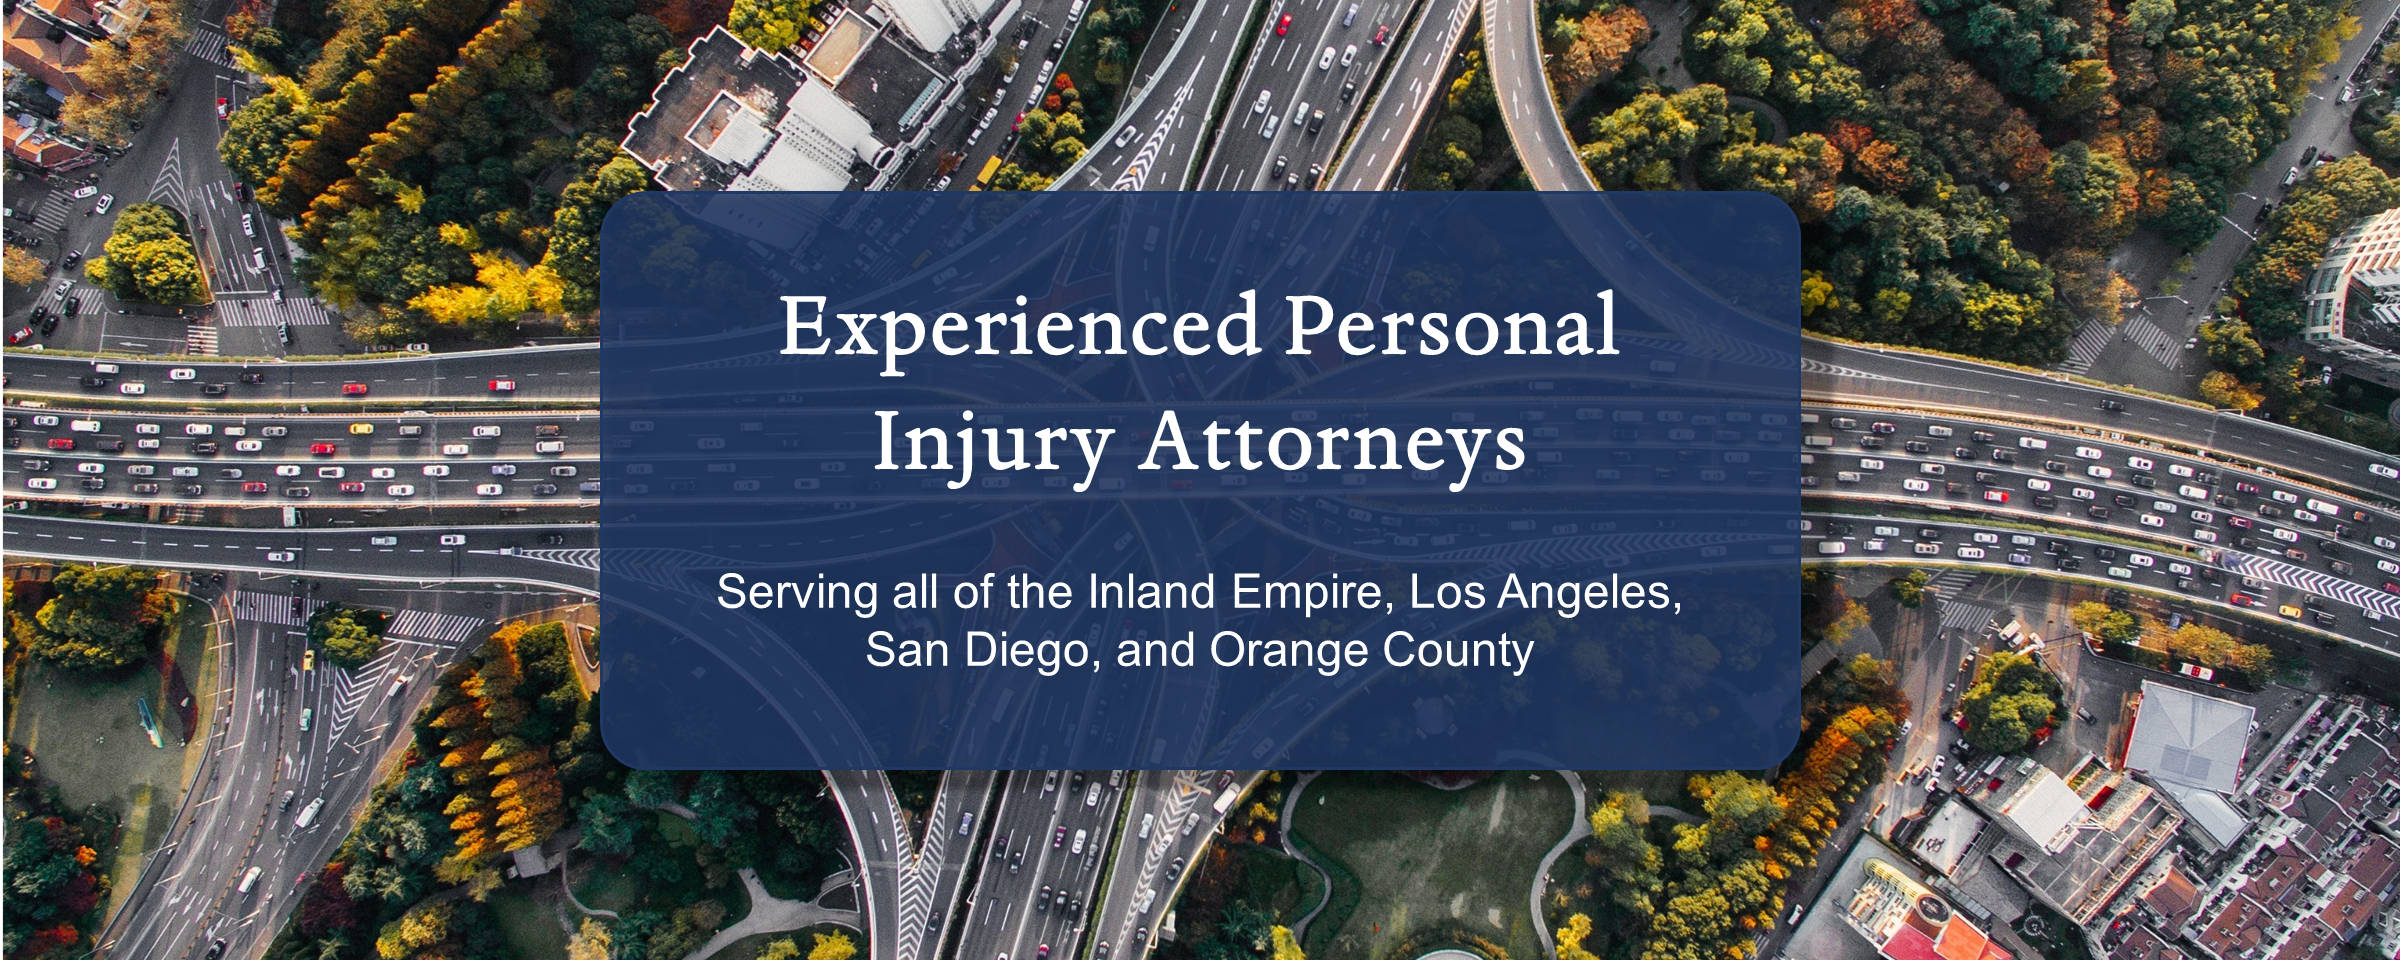 Experienced Personal
Injury Attorneys
Serving all of the Inland Empire, Los Angeles,
San Diego, and Orange County